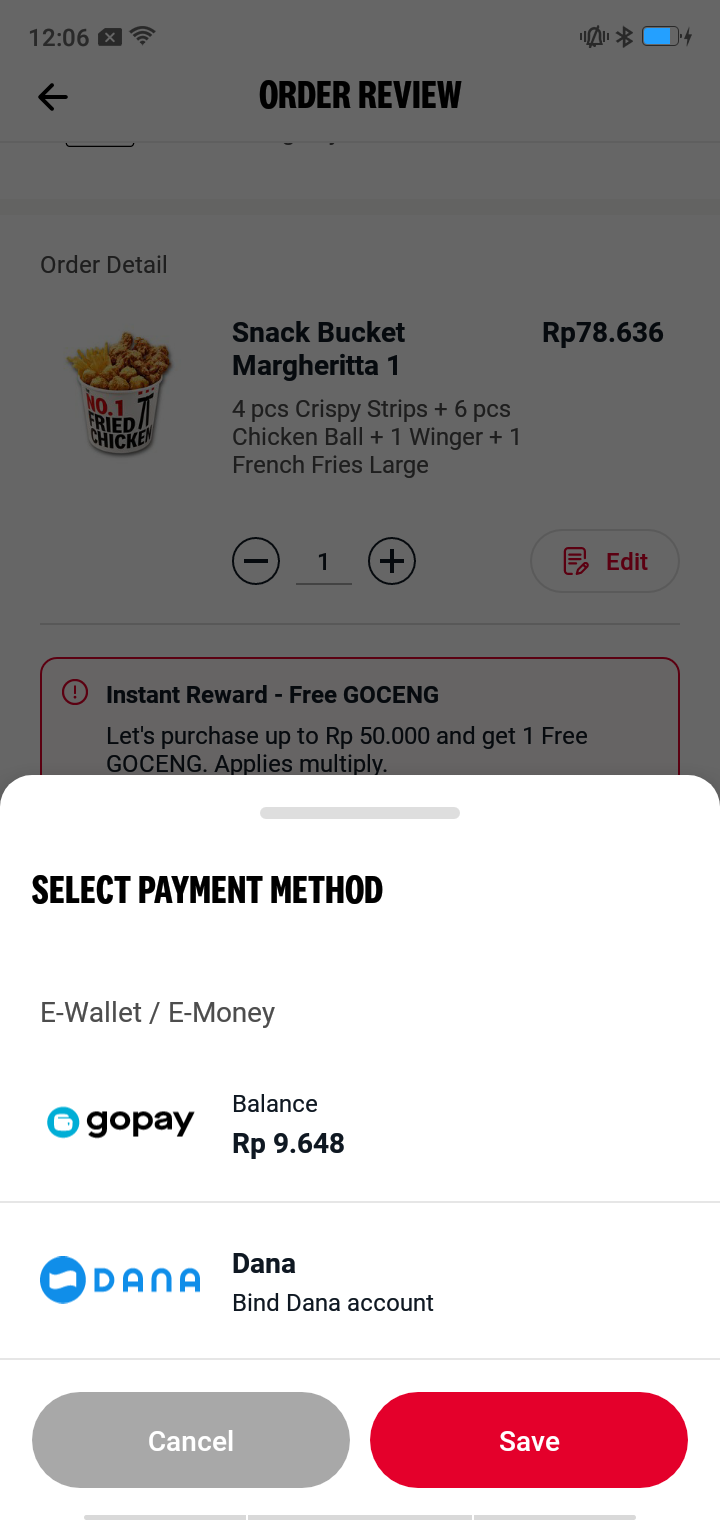 12:06
ORDER REVIEW
Order Detail
Snack Bucket
Margheritta 1
Rp78.636
4 pcs Crispy Strips + 6 pcs
Chicken Ball + 1 Winger + 1
French Fries Large
NO.1
FRIED
CHICKEN
1
Edit
Instant Reward - Free GOCENG
Let's purchase up to Rp 50.000 and get 1 Free
GOCENG. Applies multiply.
SELECT PAYMENT METHOD
E-Wallet / E-Money
gopay
Balance
Rp 9.648
DANA
Dana
Bind Dana account
Cancel
Save